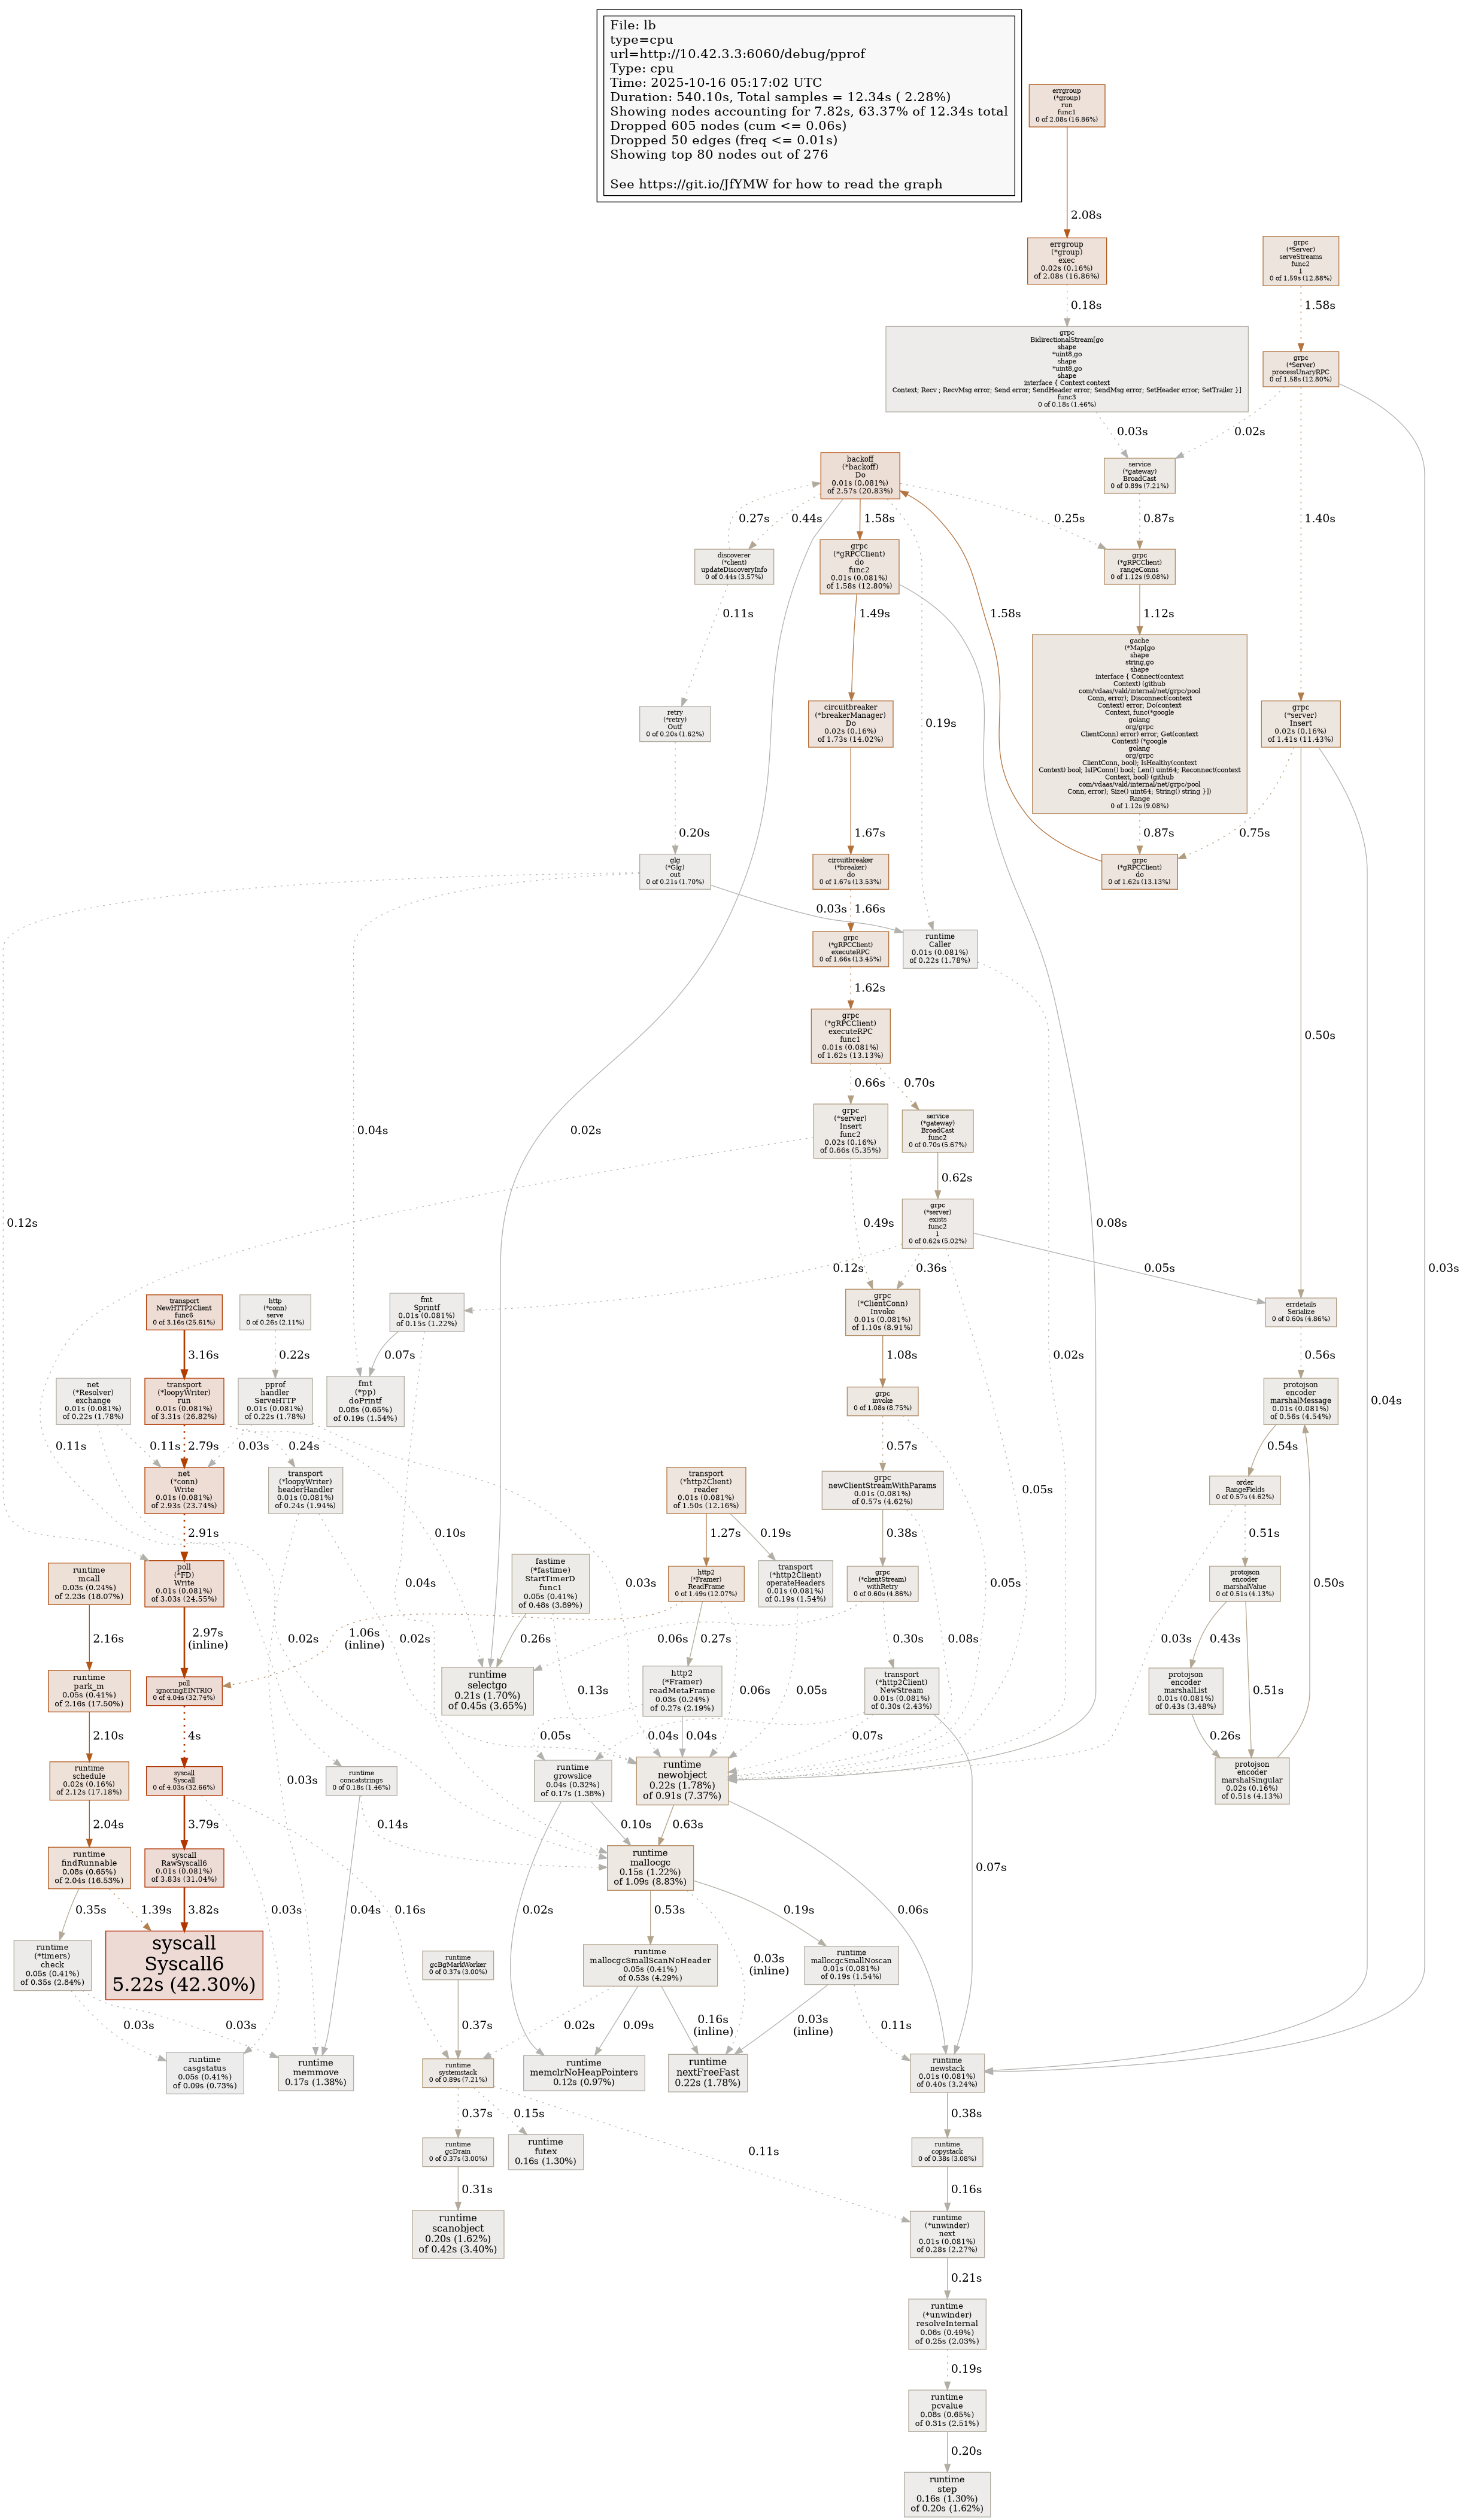 File: lb
type=cpu
url=http://10.42.3.3:6060/debug/pprof
Type: cpu
Time: 2025-10-16 05:17:02 UTC
Duration: 540.10s, Total samples = 12.34s ( 2.28%)
Showing nodes accounting for 7.82s, 63.37% of 12.34s total
Dropped 605 nodes (cum <= 0.06s)
Dropped 50 edges (freq <= 0.01s)
Showing top 80 nodes out of 276
See https://git.io/JfYMW for how to read the graph
errgroup
(*group)
run
func1
0 of 2.08s (16.86%)
2.08s
errgroup
(*group)
exec
0.02s (0.16%)
of 2.08s (16.86%)
grpc
(*Server)
serveStreams
func2
1
0 of 1.59s (12.88%)
0.18s
1.58s
grpc
BidirectionalStream[go
shape
*uint8,go
shape
*uint8,go
shape
interface { Context context
Context; Recv ; RecvMsg error; Send error; SendHeader error; SendMsg error; SetHeader error; SetTrailer }]
func3
0 of 0.18s (1.46%)
grpc
(*Server)
processUnaryRPC
0 of 1.58s (12.80%)
0.03s
0.02s
backoff
(*backoff)
Do
0.01s (0.081%)
of 2.57s (20.83%)
service
(*gateway)
BroadCast
0 of 0.89s (7.21%)
0.27s
0.44s
1.58s
0.25s
0.87s
1.40s
discoverer
(*client)
updateDiscoveryInfo
0 of 0.44s (3.57%)
grpc
(*gRPCClient)
do
func2
0.01s (0.081%)
of 1.58s (12.80%)
grpc
(*gRPCClient)
rangeConns
0 of 1.12s (9.08%)
0.11s
1.49s
1.58s
1.12s
gache
(*Map[go
shape
string,go
shape
interface { Connect(context
Context) (github
com/vdaas/vald/internal/net/grpc/pool
Conn, error); Disconnect(context
Context) error; Do(context
Context, func(*google
golang
org/grpc
ClientConn) error) error; Get(context
Context) (*google
golang
org/grpc
ClientConn, bool); IsHealthy(context
Context) bool; IsIPConn() bool; Len() uint64; Reconnect(context
Context, bool) (github
com/vdaas/vald/internal/net/grpc/pool
Conn, error); Size() uint64; String() string }])
Range
0 of 1.12s (9.08%)
retry
(*retry)
Outf
0 of 0.20s (1.62%)
circuitbreaker
(*breakerManager)
Do
0.02s (0.16%)
of 1.73s (14.02%)
0.19s
grpc
(*server)
Insert
0.02s (0.16%)
of 1.41s (11.43%)
0.20s
1.67s
0.87s
0.75s
glg
(*Glg)
out
0 of 0.21s (1.70%)
circuitbreaker
(*breaker)
do
0 of 1.67s (13.53%)
grpc
(*gRPCClient)
do
0 of 1.62s (13.13%)
0.03s
1.66s
grpc
(*gRPCClient)
executeRPC
0 of 1.66s (13.45%)
runtime
Caller
0.01s (0.081%)
of 0.22s (1.78%)
1.62s
0.50s
grpc
(*gRPCClient)
executeRPC
func1
0.01s (0.081%)
of 1.62s (13.13%)
0.66s
0.70s
0.04s
0.02s
grpc
(*server)
Insert
func2
0.02s (0.16%)
of 0.66s (5.35%)
service
(*gateway)
BroadCast
func2
0 of 0.70s (5.67%)
0.62s
0.12s
0.49s
grpc
(*server)
exists
func2
1
0 of 0.62s (5.02%)
0.08s
0.12s
0.36s
0.05s
0.03s
transport
NewHTTP2Client
func6
0 of 3.16s (25.61%)
http
(*conn)
serve
0 of 0.26s (2.11%)
fmt
Sprintf
0.01s (0.081%)
of 0.15s (1.22%)
grpc
(*ClientConn)
Invoke
0.01s (0.081%)
of 1.10s (8.91%)
errdetails
Serialize
0 of 0.60s (4.86%)
3.16s
0.22s
0.07s
1.08s
0.02s
0.56s
net
(*Resolver)
exchange
0.01s (0.081%)
of 0.22s (1.78%)
transport
(*loopyWriter)
run
0.01s (0.081%)
of 3.31s (26.82%)
pprof
handler
ServeHTTP
0.01s (0.081%)
of 0.22s (1.78%)
fmt
(*pp)
doPrintf
0.08s (0.65%)
of 0.19s (1.54%)
grpc
invoke
0 of 1.08s (8.75%)
protojson
encoder
marshalMessage
0.01s (0.081%)
of 0.56s (4.54%)
0.04s
0.11s
0.11s
2.79s
0.03s
0.24s
0.57s
0.54s
net
(*conn)
Write
0.01s (0.081%)
of 2.93s (23.74%)
transport
(*loopyWriter)
headerHandler
0.01s (0.081%)
of 0.24s (1.94%)
transport
(*http2Client)
reader
0.01s (0.081%)
of 1.50s (12.16%)
grpc
newClientStreamWithParams
0.01s (0.081%)
of 0.57s (4.62%)
order
RangeFields
0 of 0.57s (4.62%)
0.05s
2.91s
0.10s
1.27s
0.19s
0.38s
0.51s
runtime
mcall
0.03s (0.24%)
of 2.23s (18.07%)
poll
(*FD)
Write
0.01s (0.081%)
of 3.03s (24.55%)
fastime
(*fastime)
StartTimerD
func1
0.05s (0.41%)
of 0.48s (3.89%)
http2
(*Framer)
ReadFrame
0 of 1.49s (12.07%)
transport
(*http2Client)
operateHeaders
0.01s (0.081%)
of 0.19s (1.54%)
grpc
(*clientStream)
withRetry
0 of 0.60s (4.86%)
protojson
encoder
marshalValue
0 of 0.51s (4.13%)
0.04s
0.03s
0.05s
0.50s
2.16s
2.97s
(inline)
0.02s
1.06s
(inline)
0.02s
0.26s
0.06s
0.27s
0.30s
0.08s
0.03s
0.43s
0.51s
runtime
park_m
0.05s (0.41%)
of 2.16s (17.50%)
poll
ignoringEINTRIO
0 of 4.04s (32.74%)
runtime
selectgo
0.21s (1.70%)
of 0.45s (3.65%)
0.13s
http2
(*Framer)
readMetaFrame
0.03s (0.24%)
of 0.27s (2.19%)
0.06s
0.05s
transport
(*http2Client)
NewStream
0.01s (0.081%)
of 0.30s (2.43%)
protojson
encoder
marshalList
0.01s (0.081%)
of 0.43s (3.48%)
2.10s
4s
0.05s
0.04s
0.04s
0.07s
0.26s
runtime
schedule
0.02s (0.16%)
of 2.12s (17.18%)
syscall
Syscall
0 of 4.03s (32.66%)
0.03s
runtime
concatstrings
0 of 0.18s (1.46%)
runtime
growslice
0.04s (0.32%)
of 0.17s (1.38%)
runtime
newobject
0.22s (1.78%)
of 0.91s (7.37%)
protojson
encoder
marshalSingular
0.02s (0.16%)
of 0.51s (4.13%)
2.04s
3.79s
0.14s
0.10s
0.63s
runtime
findRunnable
0.08s (0.65%)
of 2.04s (16.53%)
syscall
RawSyscall6
0.01s (0.081%)
of 3.83s (31.04%)
runtime
mallocgc
0.15s (1.22%)
of 1.09s (8.83%)
0.07s
0.35s
1.39s
3.82s
0.03s
0.04s
0.16s
0.02s
0.53s
0.19s
0.06s
runtime
(*timers)
check
0.05s (0.41%)
of 0.35s (2.84%)
syscall
Syscall6
5.22s (42.30%)
runtime
gcBgMarkWorker
0 of 0.37s (3.00%)
runtime
mallocgcSmallScanNoHeader
0.05s (0.41%)
of 0.53s (4.29%)
0.03s
(inline)
runtime
mallocgcSmallNoscan
0.01s (0.081%)
of 0.19s (1.54%)
0.03s
0.03s
0.37s
0.02s
0.09s
0.16s
(inline)
0.03s
(inline)
0.11s
runtime
casgstatus
0.05s (0.41%)
of 0.09s (0.73%)
runtime
memmove
0.17s (1.38%)
runtime
systemstack
0 of 0.89s (7.21%)
runtime
memclrNoHeapPointers
0.12s (0.97%)
runtime
nextFreeFast
0.22s (1.78%)
runtime
newstack
0.01s (0.081%)
of 0.40s (3.24%)
0.37s
0.15s
0.11s
0.38s
runtime
gcDrain
0 of 0.37s (3.00%)
runtime
futex
0.16s (1.30%)
runtime
copystack
0 of 0.38s (3.08%)
0.31s
0.16s
runtime
scanobject
0.20s (1.62%)
of 0.42s (3.40%)
runtime
(*unwinder)
next
0.01s (0.081%)
of 0.28s (2.27%)
0.21s
runtime
(*unwinder)
resolveInternal
0.06s (0.49%)
of 0.25s (2.03%)
0.19s
runtime
pcvalue
0.08s (0.65%)
of 0.31s (2.51%)
0.20s
runtime
step
0.16s (1.30%)
of 0.20s (1.62%)